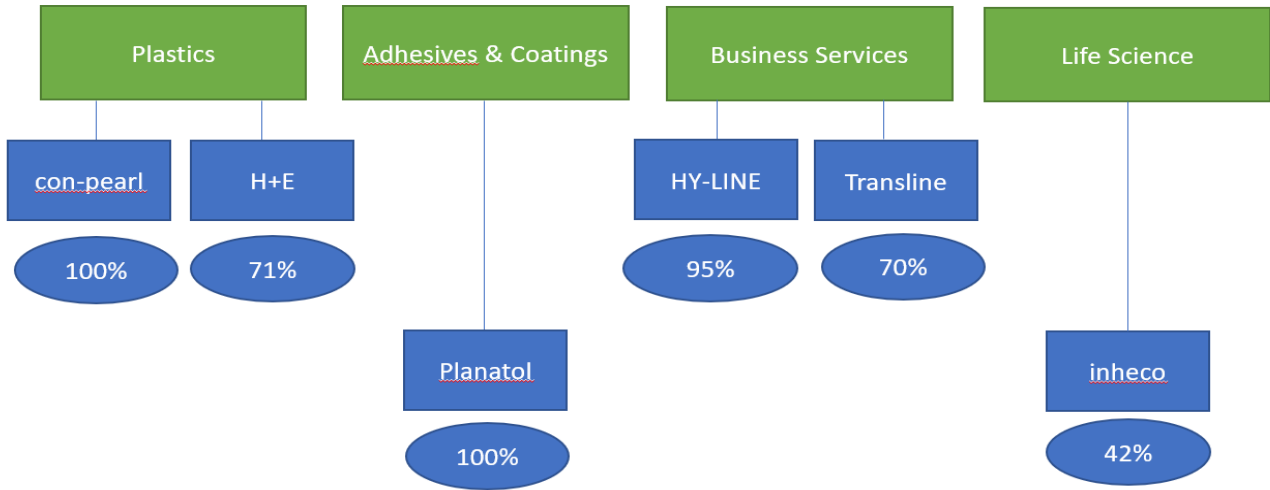 Plastics
Adhesives & Coatings
Business Services
Life Science
con-pearl
H+E
HY-LINE
Transline
100%
71%
95%
70%
Planatol
inheco
100%
42%